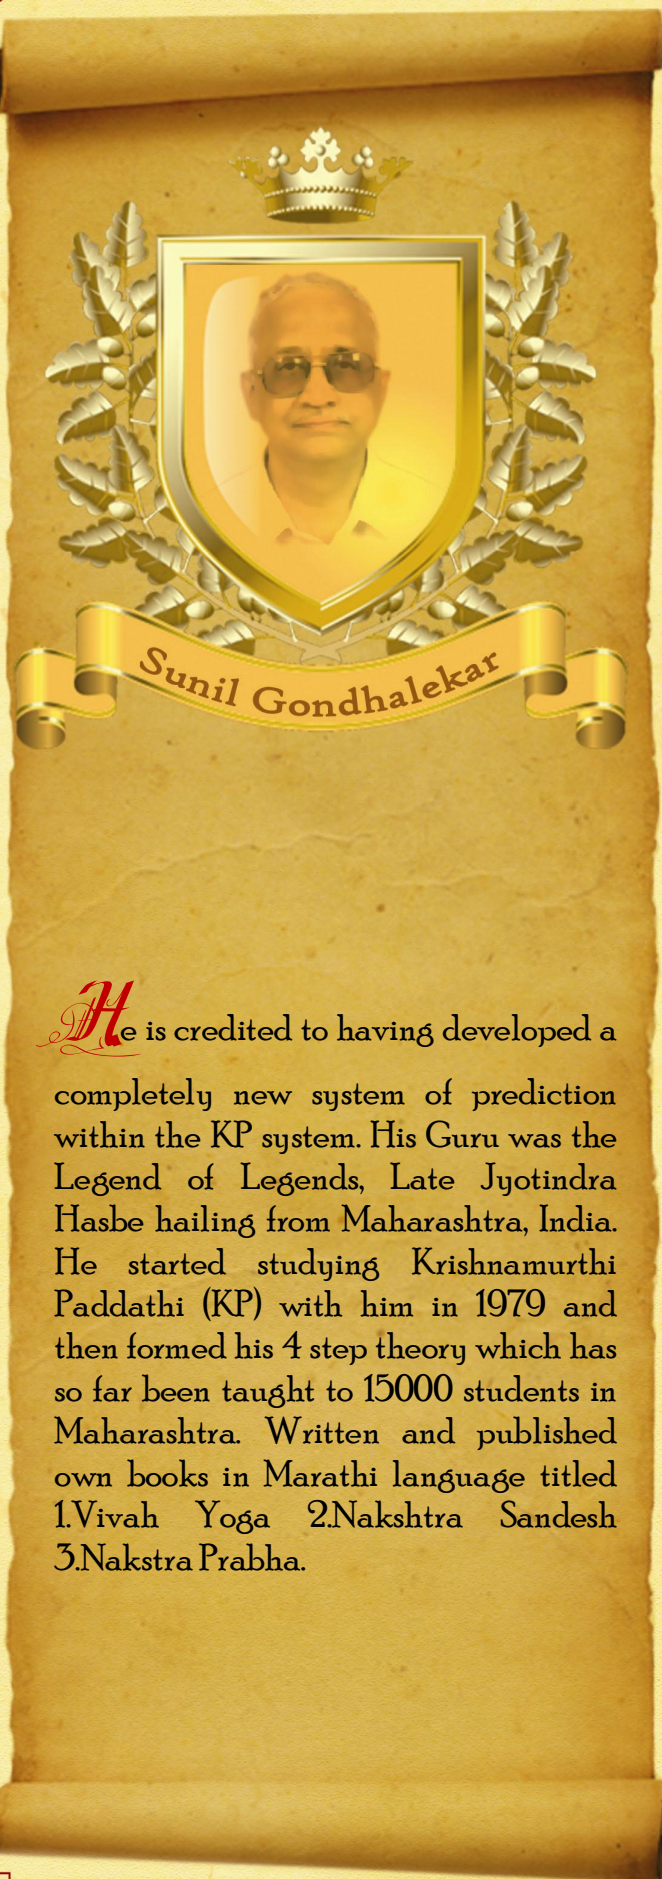 Sunil Gondhalekar
He is credited to having developed a
completely new system of prediction
within the KP system. His Guru was the
Legend of Legends, Late Jyotindra
Hasbe hailing from Maharashtra, India.
He started studying Krishnamurthi
Paddathi (KP) with him in 1979 and
then formed his 4 step theory which has
so far been taught to 15000 students in
Maharashtra. Written and published
own books in Marathi language titled
1.Vivah Yoga 2.Nakshtra Sandesh
3.Nakstra Prabha.